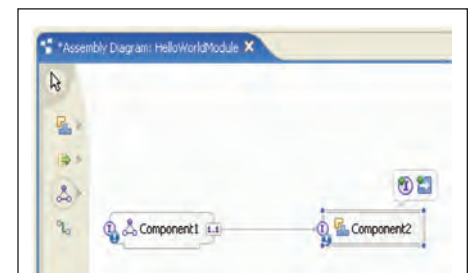 *Assembly Diagram: HelloWorldModule
Component1 1..1 Component2